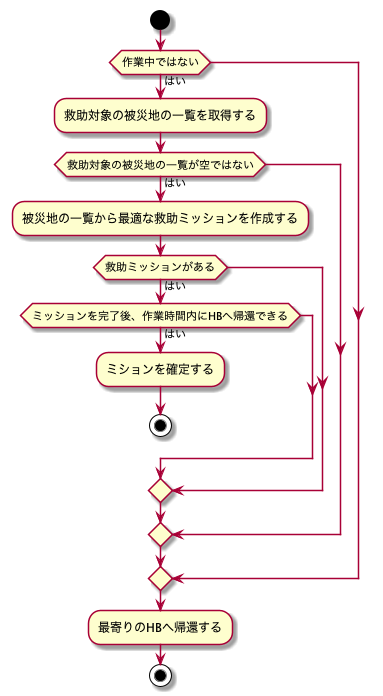 作業中ではない
はい
救助対象の被災地の一覧を取得する
救助対象の被災地の一覧が空ではない
はい
被災地の一覧から最適な救助ミッションを作成する
救助ミッションがある
はい
ミッションを完了後、作業時間内にHBへ帰還できる
はい
ミションを確定する
最寄りのHBへ帰還する